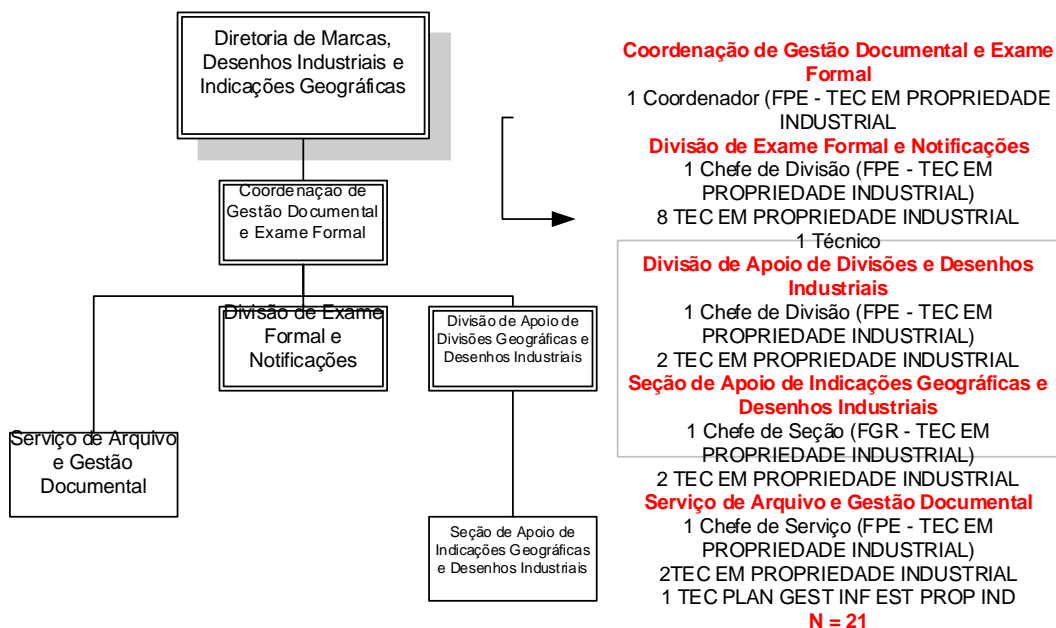 Diretoria de Marcas,
Desenhos Industriais e
Indicações Geográficas
Coordenação de
Gestão Documental
e Exame Formal
Divisão de Exame
Formal e
Notificações
Divisão de Apoio de
Divisões Geográficas e
Desenhos Industriais
Serviço de Arquivo
e Gestão
Documental
Seção de Apoio de
Indicações Geográficas
e Desenhos Industriais
Coordenação de Gestão Documental e Exame
Formal
1 Coordenador (FPE - TEC EM PROPRIEDADE
INDUSTRIAL
Divisão de Exame Formal e Notificações
1 Chefe de Divisão (FPE - TEC EM
PROPRIEDADE INDUSTRIAL)
8 TEC EM PROPRIEDADE INDUSTRIAL
1 Técnico
Divisão de Apoio de Divisões e Desenhos
Industriais
1 Chefe de Divisão (FPE - TEC EM
PROPRIEDADE INDUSTRIAL)
2 TEC EM PROPRIEDADE INDUSTRIAL
Seção de Apoio de Indicações Geográficas e
Desenhos Industriais
1 Chefe de Seção (FGR - TEC EM
PROPRIEDADE INDUSTRIAL)
2 TEC EM PROPRIEDADE INDUSTRIAL
Serviço de Arquivo e Gestão Documental
1 Chefe de Serviço (FPE - TEC EM
PROPRIEDADE INDUSTRIAL)
2TEC EM PROPRIEDADE INDUSTRIAL
1 TEC PLAN GEST INF EST PROP IND
N = 21